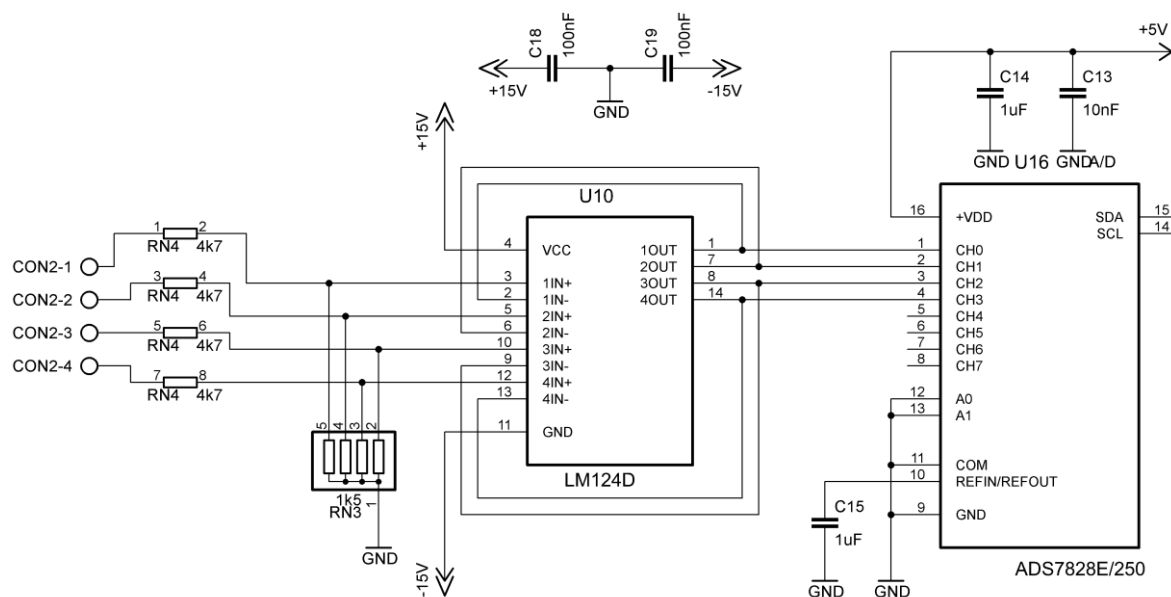 C18
100nF
C19
100nF
+15V
-15V
GND
+5V
C14
1uF
C13
10nF
GND
GND
A/D
U16
+15V
U10
16
+VDD
SDA
15
SCL
14
1 2
RN4 4k7
CON2-1
4
VCC
1OUT
1
1
CH0
2OUT
7
2
CH1
3 4
RN4 4k7
CON2-2
3
1IN+
3OUT
8
3
CH2
2
1IN-
4OUT
14
4
CH3
5
2IN+
5
CH4
5 6
RN4 4k7
CON2-3
6
2IN-
6
CH5
10
3IN+
7
CH6
9
3IN-
8
CH7
7 8
RN4 4k7
CON2-4
12
4IN+
13
4IN-
12
A0
13
A1
11
GND
5 4 3 2
1k5
RN3
1
GND
LM124D
-15V
11
COM
10
REFIN/REFOUT
C15
1uF
9
GND
GND
GND
ADS7828E/250